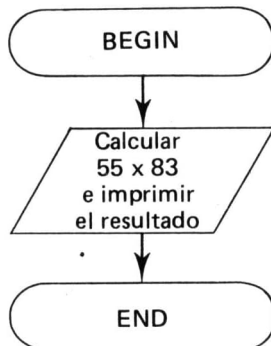 BEGIN
Calcular
55 x 83
e imprimir
el resultado
END